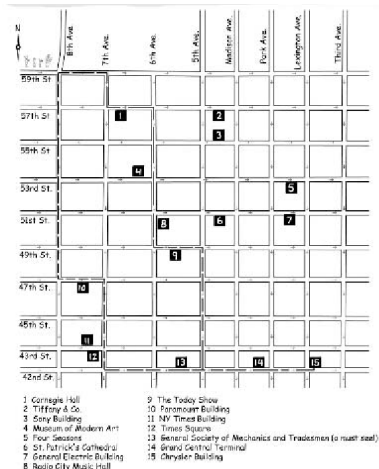 N
8th Ave.
7th Ave.
6th Ave.
5th Ave.
Madison Ave.
Park Ave.
Lexington Ave.
Third Ave.
59th St
57th St
1
2
3
55th St
4
53rd St.
5
51st St.
8
6
7
49th St.
9
47th St.
10
45th St.
11
43rd St.
12
13
14
15
42nd St.
1 Carnegie Hall
2 Tiffany & Co.
3 Sony Building
4 Museum of Modern Art
5 Four Seasons
6 St. Patrick's Cathedral
7 General Electric Building
8 Radio City Music Hall
9 The Today Show
10 Paramount Building
11 NY Times Building
12 Times Square
13 General Society of Mechanics and Tradesmen (a must see!)
14 Grand Central Terminal
15 Chrysler Building